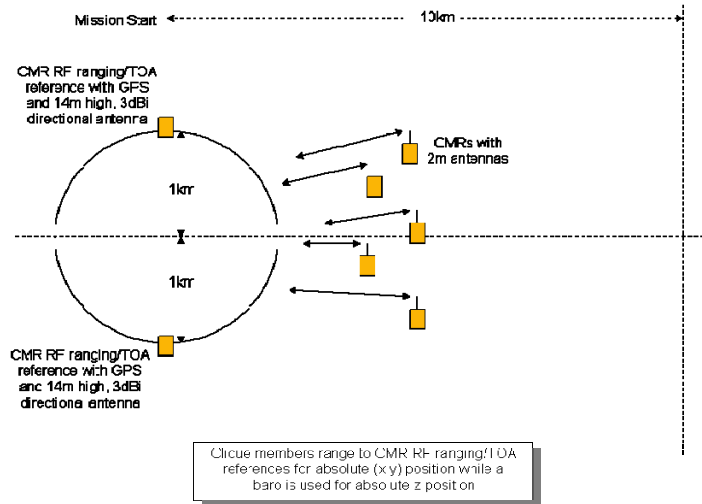 Mission Start
10km
CMR RF ranging/TOA
reference with GPS
and 14m high, 3dBi
directional antenna
CMRs with
2m antennas
1km
1km
CMR RF ranging/TOA
reference with GPS
and 14m high, 3dBi
directional antenna
Clique members range to CMR RF ranging/TOA
references for absolute (x,y) position while a
baro is used for absolute z position